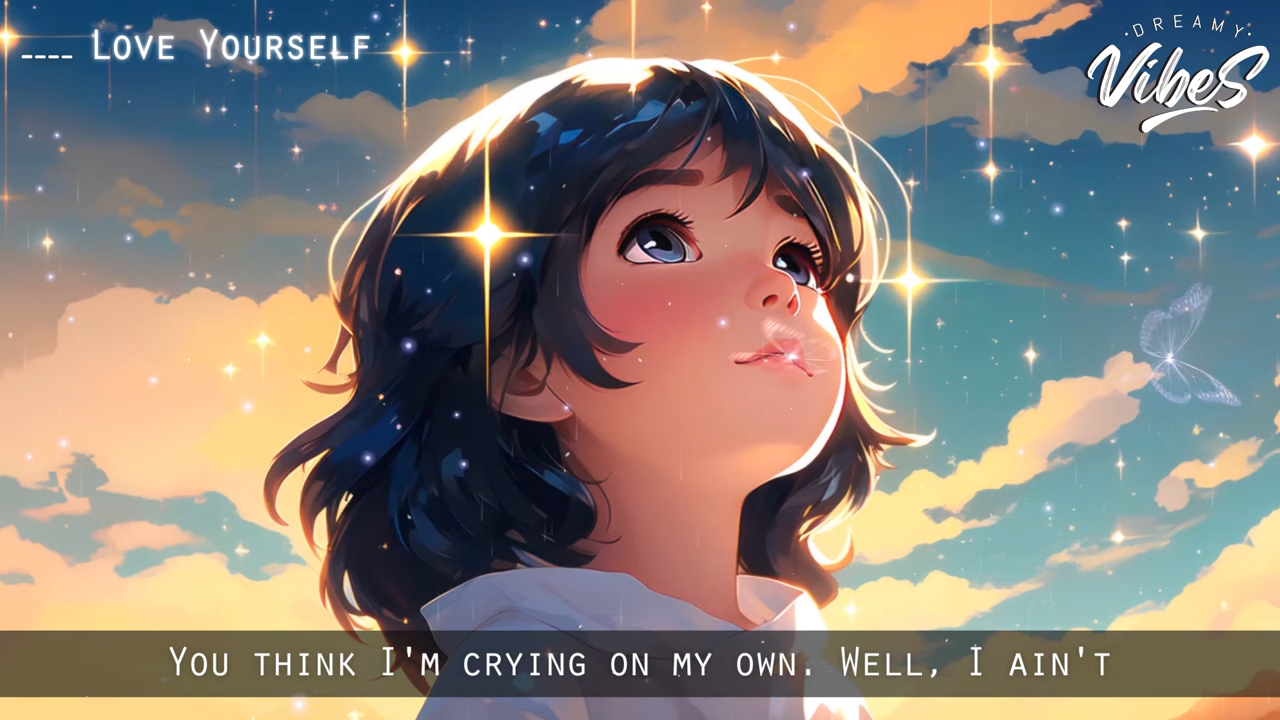 ---- Love Yourself
DREAMY
Vibes
You think I'm crying on my own. Well, I ain't